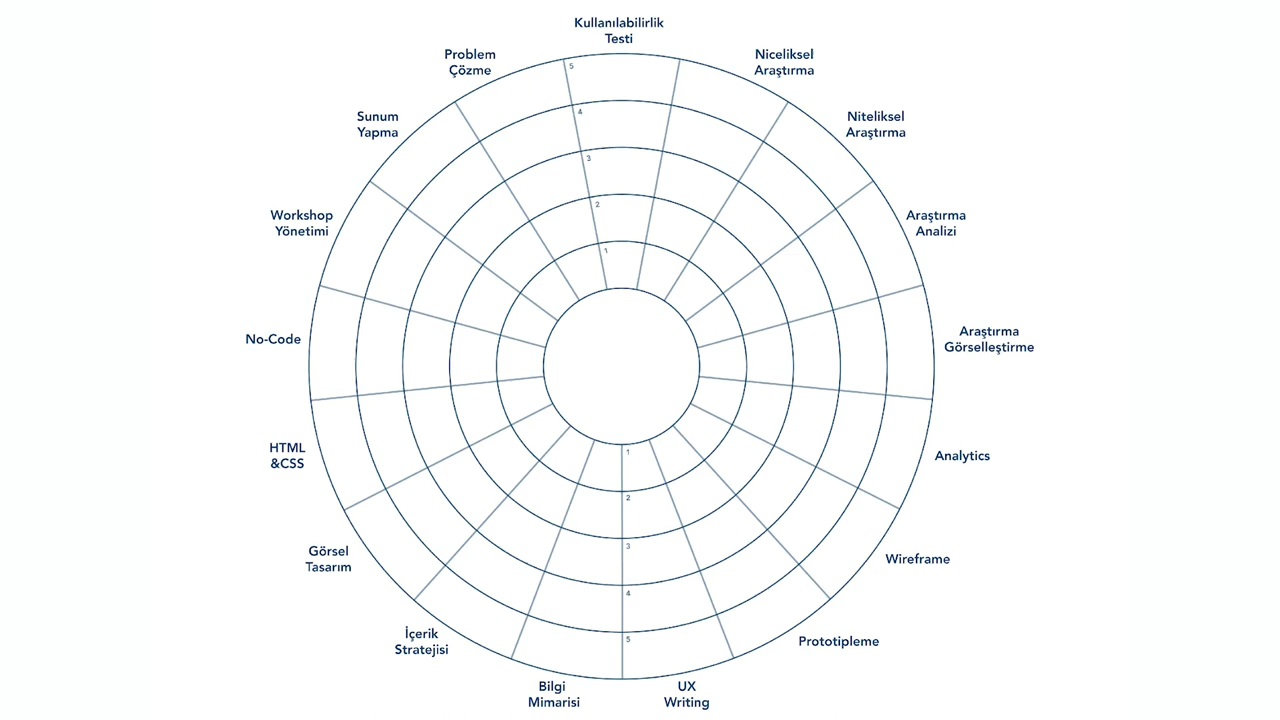 Kullanılabilirlik
Testi
Niceliksel
Araştırma
Niteliksel
Araştırma
Araştırma
Analizi
Araştırma
Görselleştirme
Analytics
Wireframe
Prototipleme
UX
Writing
Bilgi
Mimarisi
İçerik
Stratejisi
Görsel
Tasarım
HTML
&CSS
No-Code
Workshop
Yönetimi
Sunum
Yapma
Problem
Çözme
5
4
3
2
1
1
2
3
4
5